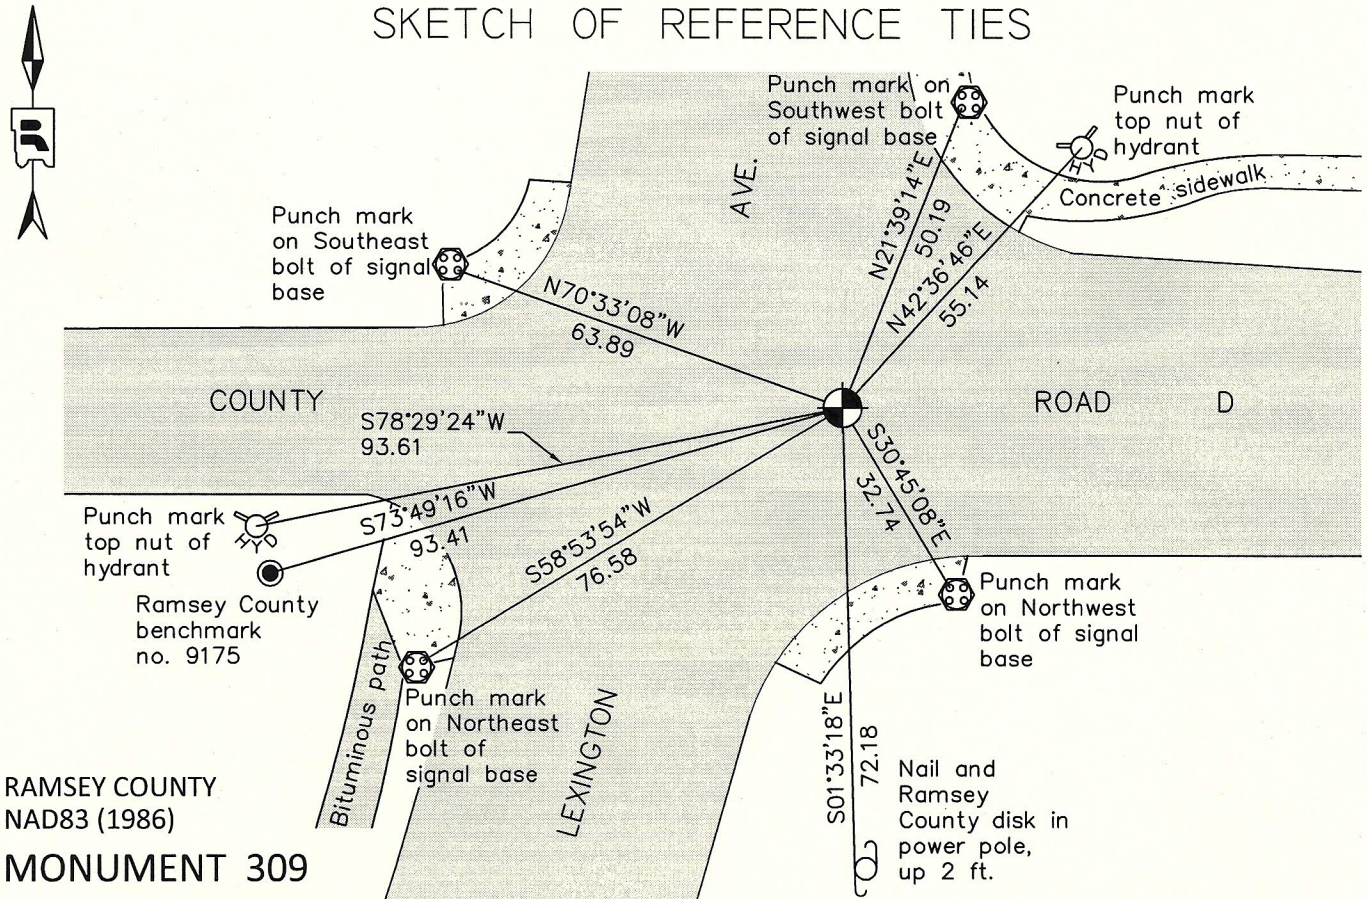 SKETCH OF REFERENCE TIES
Punch mark on
Southwest bolt
of signal base
Punch mark
top nut of
hydrant
HYD
Concrete sidewalk
AVE.
N21°39'14"E
50.19
N42°36'46"E
55.14
Punch mark
on Southeast
bolt of signal
base
N70°33'08"W
63.89
COUNTY
ROAD D
S78°29'24"W
93.61
S73°49'16"W
93.41
S58°53'54"W
76.58
S30°45'08"E
32.74
Punch mark
top nut of
hydrant
HYD
Ramsey County
benchmark
no. 9175
Punch mark
on Northwest
bolt of signal
base
Bituminous path
Punch mark
on Northeast
bolt of
signal base
LEXINGTON
S01°33'18"E
72.18
Nail and
Ramsey
County disk in
power pole,
up 2 ft.
RAMSEY COUNTY
NAD83 (1986)
MONUMENT 309